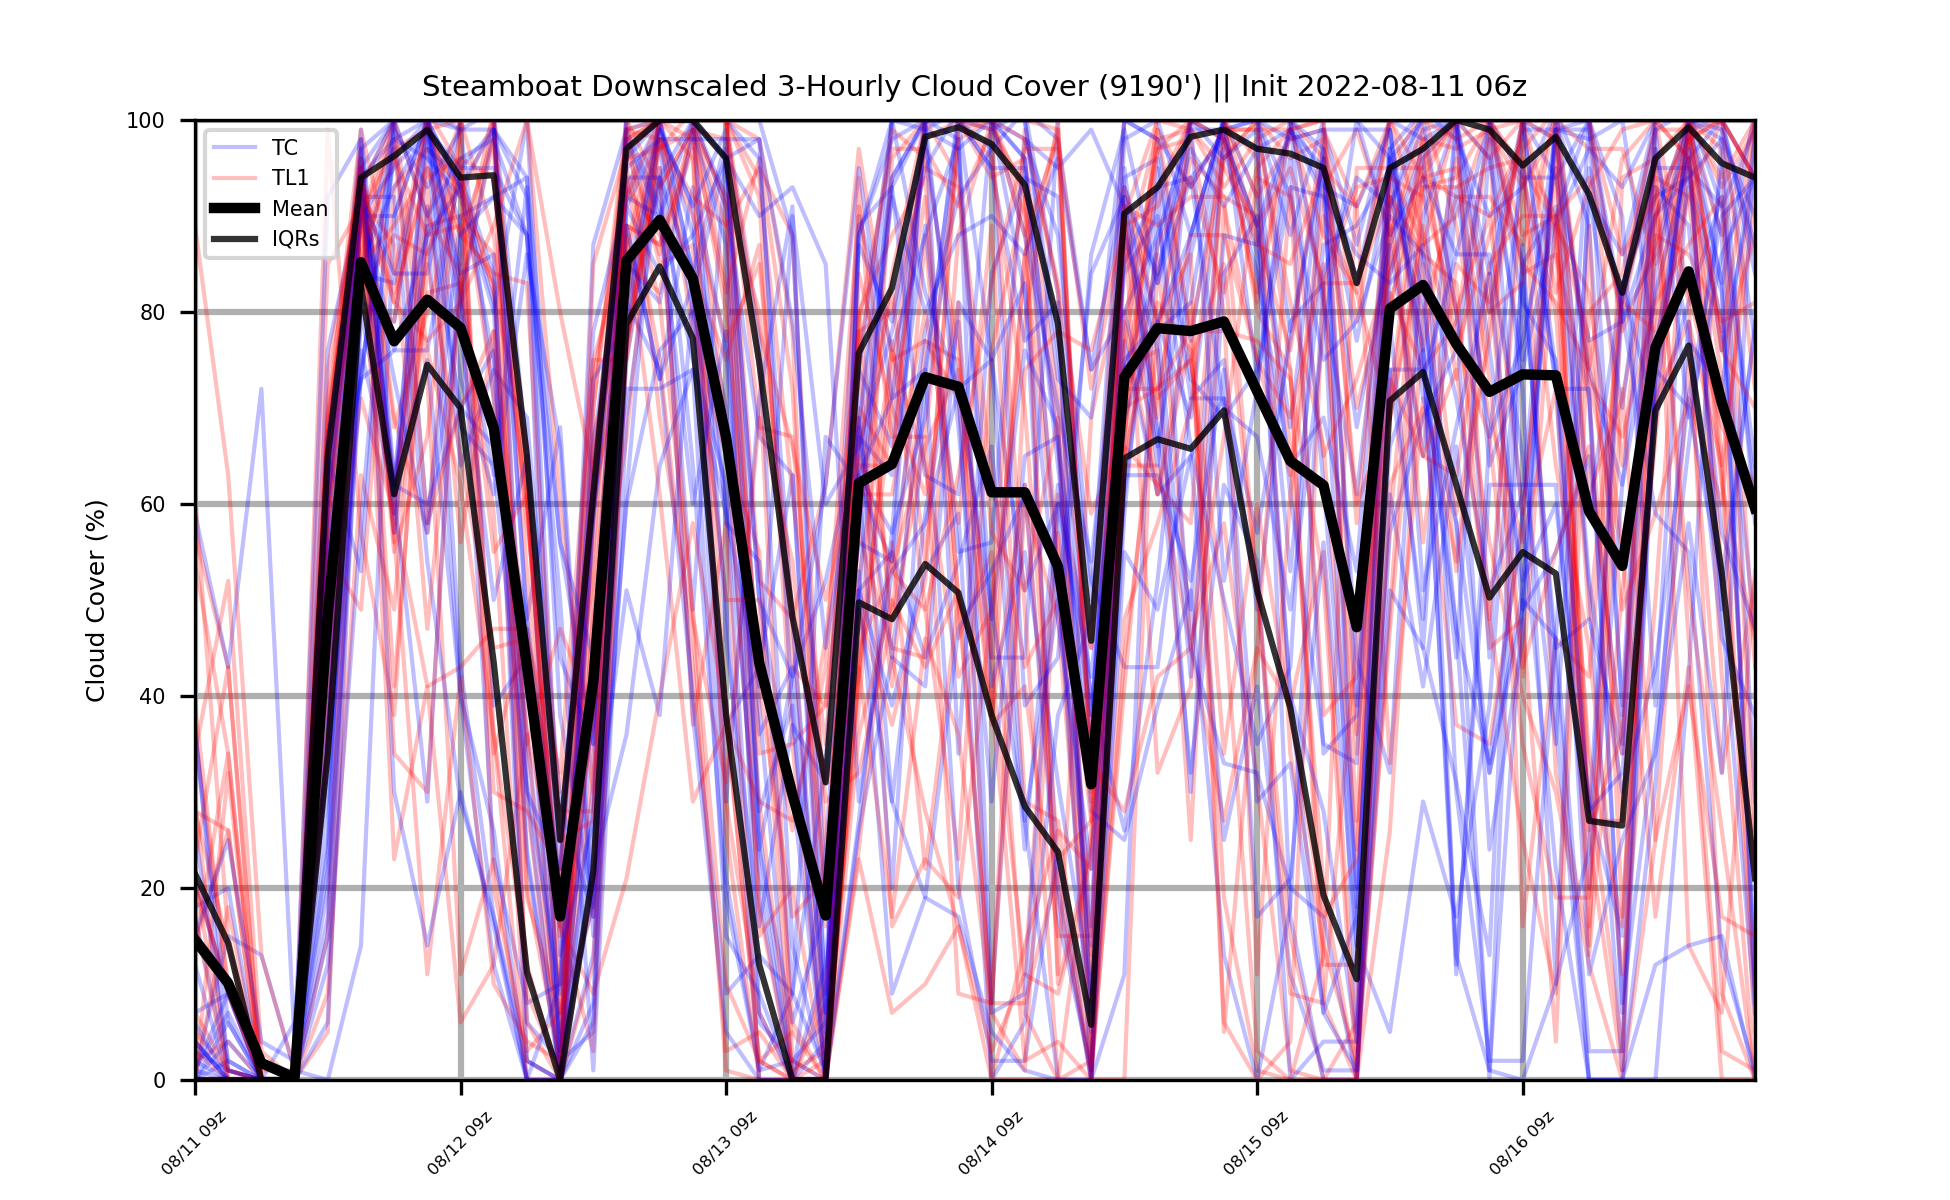 Steamboat Downscaled 3-Hourly Cloud Cover (9190') || Init 2022-08-11 06z
100
80
60
40
20
0
Cloud Cover (%)
TC
TL1
Mean
IQRs
08/11 09z
08/12 09z
08/13 09z
08/14 09z
08/15 09z
08/16 09z